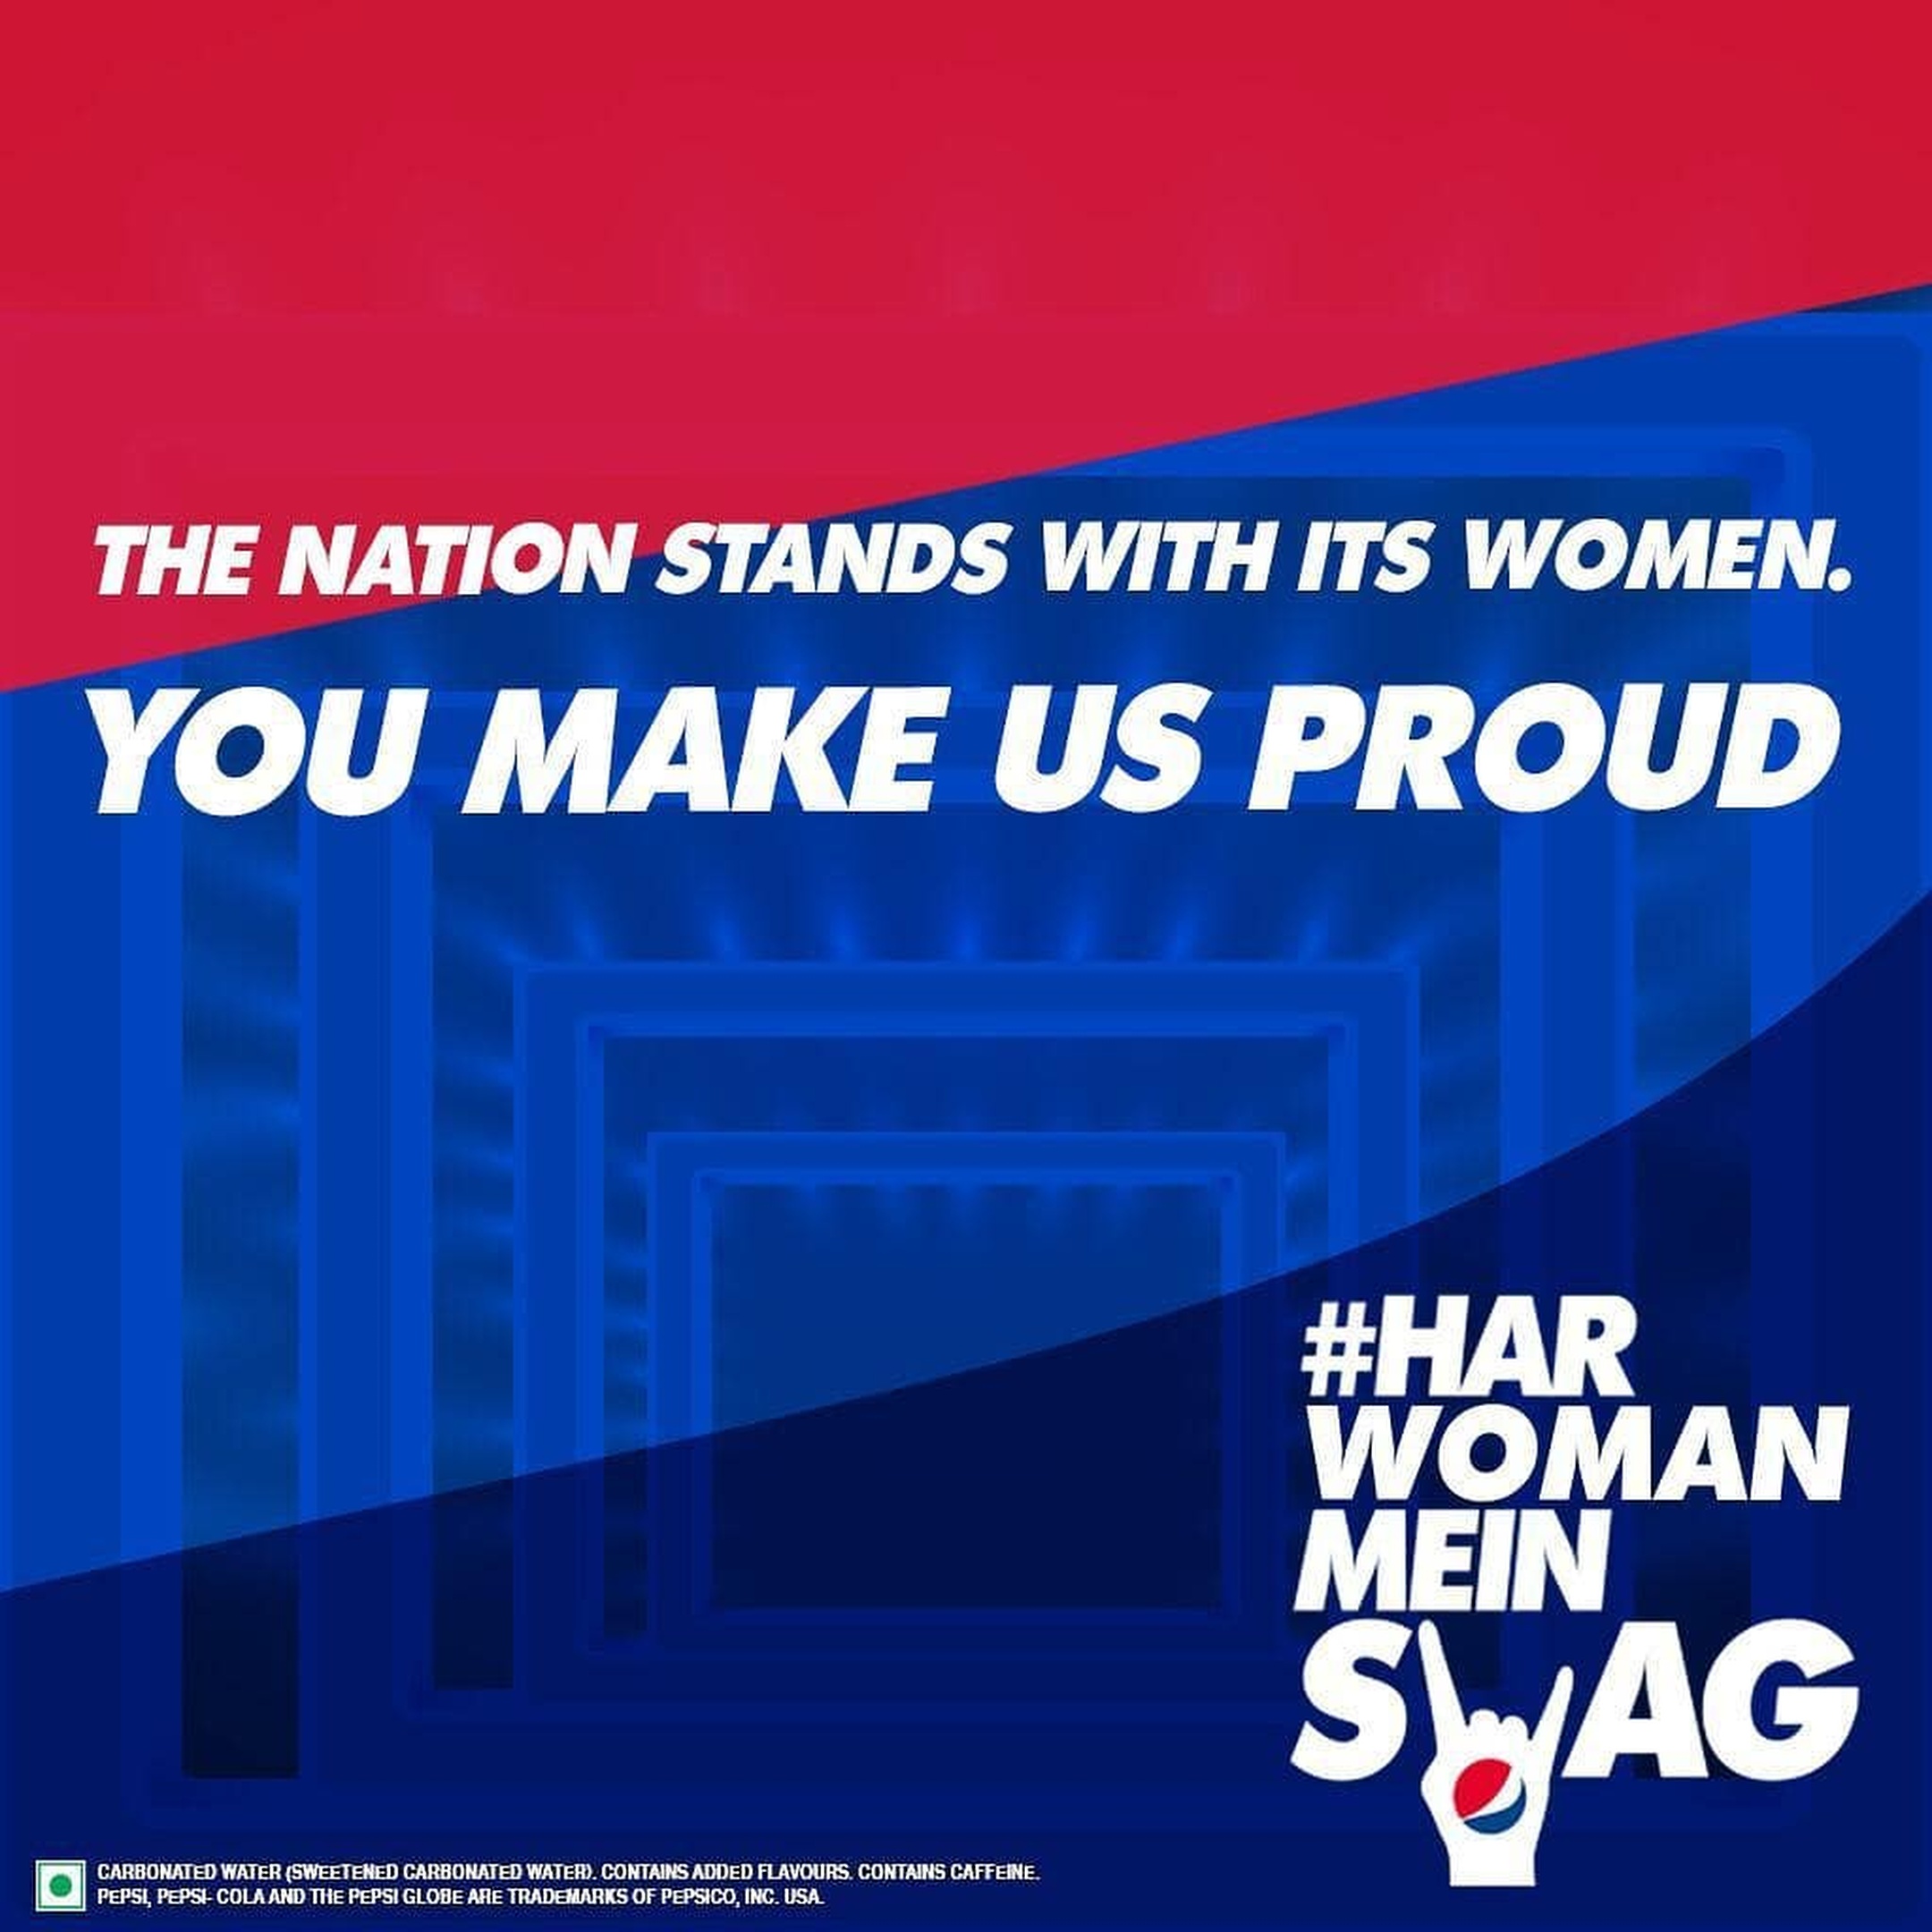 THE NATION STANDS WITH ITS WOMEN.
YOU MAKE US PROUD
#HAR
WOMAN
MEIN
SWAG
CARBONATED WATER (SWEETENED CARBONATED WATER). CONTAINS ADDED FLAVOURS. CONTAINS CAFFEINE.
PEPSI, PEPSI- COLA AND THE PEPSI GLOBE ARE TRADEMARKS OF PEPSICO, INC. USA.